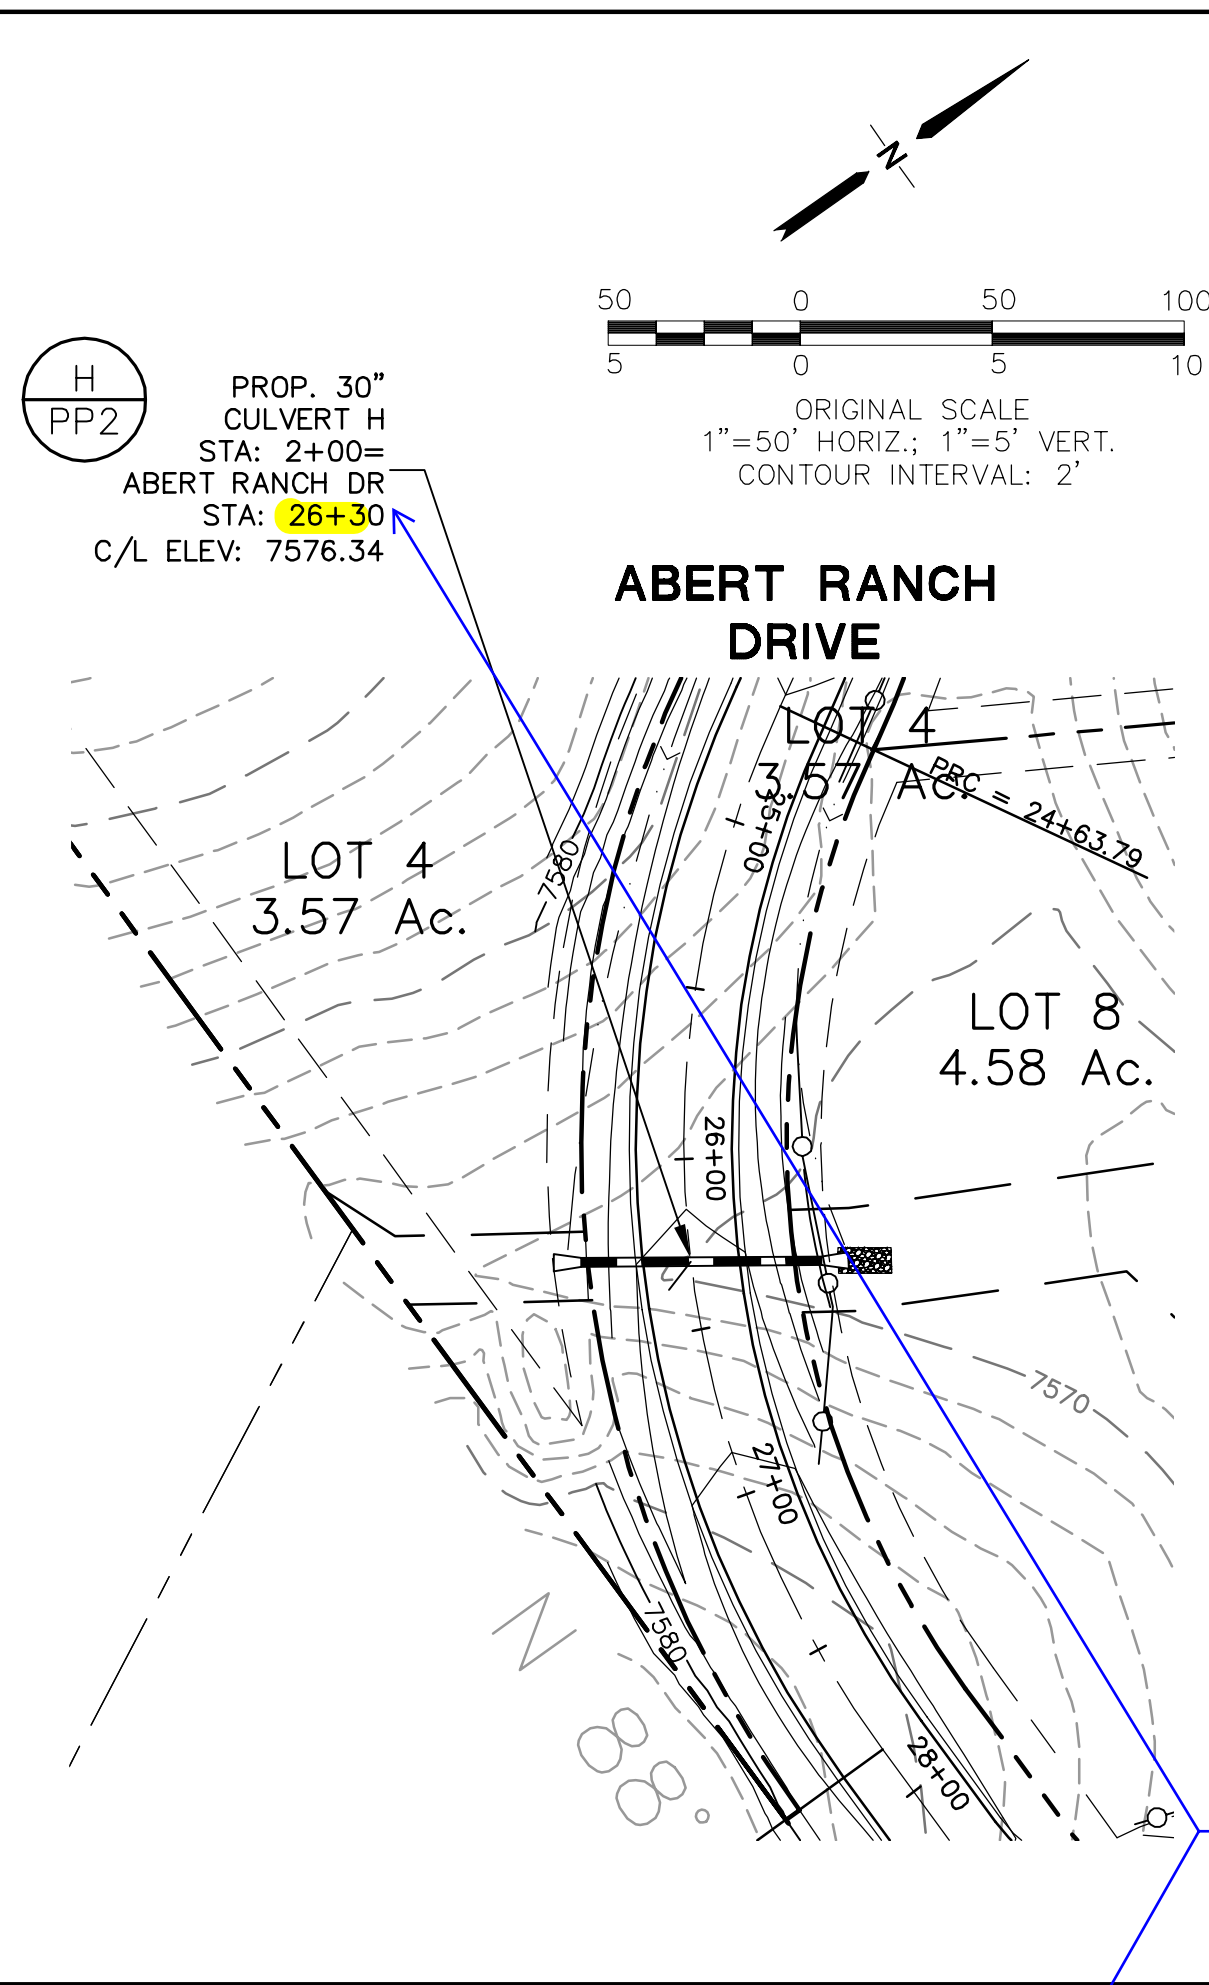 N
50 0 50 100
5 0 5 10
ORIGINAL SCALE
1"=50' HORIZ.; 1"=5' VERT.
CONTOUR INTERVAL: 2'
H
PP2
PROP. 30"
CULVERT H
STA: 2+00=
ABERT RANCH DR
STA: 26+30
C/L ELEV: 7576.34
ABERT RANCH
DRIVE
LOT 4
3.57 Ac.
PRC = 24+63.79
25+00
7580
LOT 4
3.57 Ac.
LOT 8
4.58 Ac.
26+00
7570
27+00
7580
N 88°
28+00